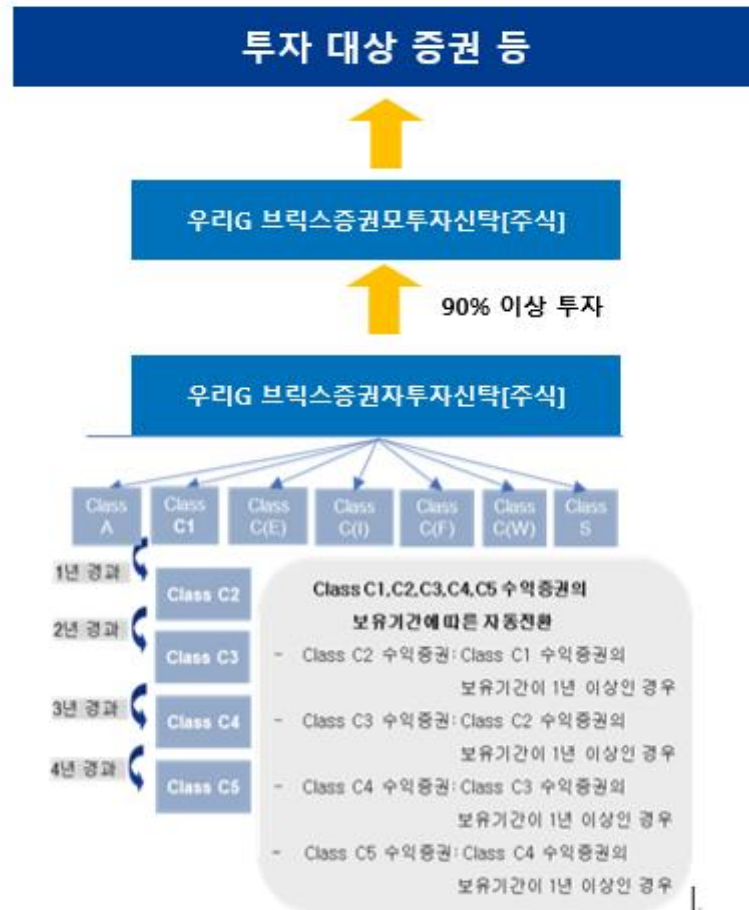 투자 대상 증권 등
우리G 브릭스증권모투자신탁[주식]
90% 이상 투자
우리G 브릭스증권자투자신탁[주식]
Class A
Class C1
Class C(E)
Class C(I)
Class C(F)
Class C(W)
Class S
1년 경과
Class C2
2년 경과
Class C3
3년 경과
Class C4
4년 경과
Class C5
Class C1,C2,C3,C4,C5 수익증권의
보유기간에 따른 자동전환
- Class C2 수익증권: Class C1 수익증권의
보유기간이 1년 이상인 경우
- Class C3 수익증권: Class C2 수익증권의
보유기간이 1년 이상인 경우
- Class C4 수익증권: Class C3 수익증권의
보유기간이 1년 이상인 경우
- Class C5 수익증권: Class C4 수익증권의
보유기간이 1년 이상인 경우